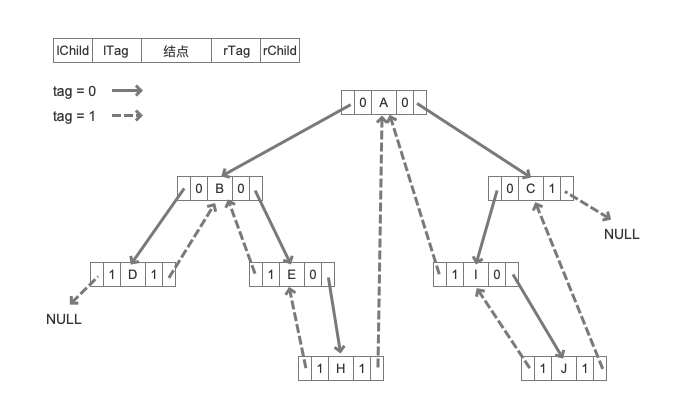 lChild lTag 结点 rTag rChild
tag = 0
tag = 1
0 A 0
0 B 0
0 C 1
NULL
1 D 1
1 E 0
1 I 0
NULL
1 H 1
1 J 1